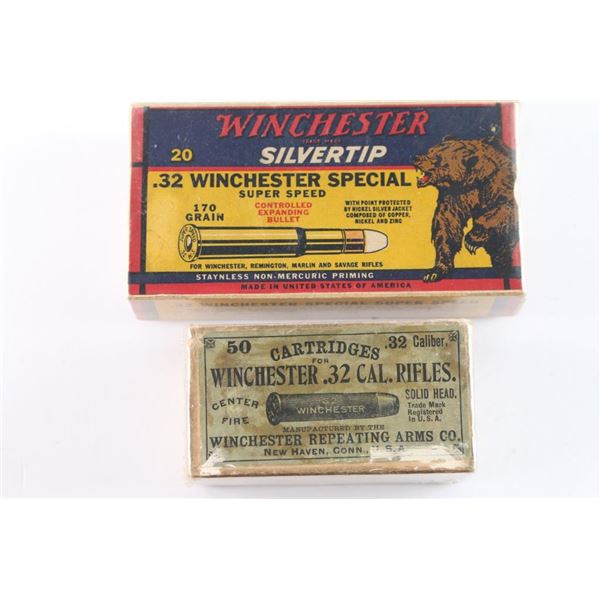 WINCHESTER
TRADE MARK
20
SILVERTIP
.32 WINCHESTER SPECIAL
SUPER SPEED
170
GRAIN
CONTROLLED
EXPANDING
BULLET
WITH POINT PROTECTED
BY NICKEL SILVER JACKET
COMPOSED OF COPPER,
NICKEL AND ZINC
FOR WINCHESTER, REMINGTON, MARLIN AND SAVAGE RIFLES
STAYNLESS NON-MERCURIC PRIMING
MADE IN UNITED STATES OF AMERICA
50 CARTRIDGES .32 Caliber,
FOR
WINCHESTER .32 CAL. RIFLES.
CENTER
FIRE
.32
WINCHESTER
SOLID HEAD.
Trade Mark
Registered
in U.S.A.
MANUFACTURED BY THE
WINCHESTER REPEATING ARMS CO.
NEW HAVEN, CONN., U.S.A.